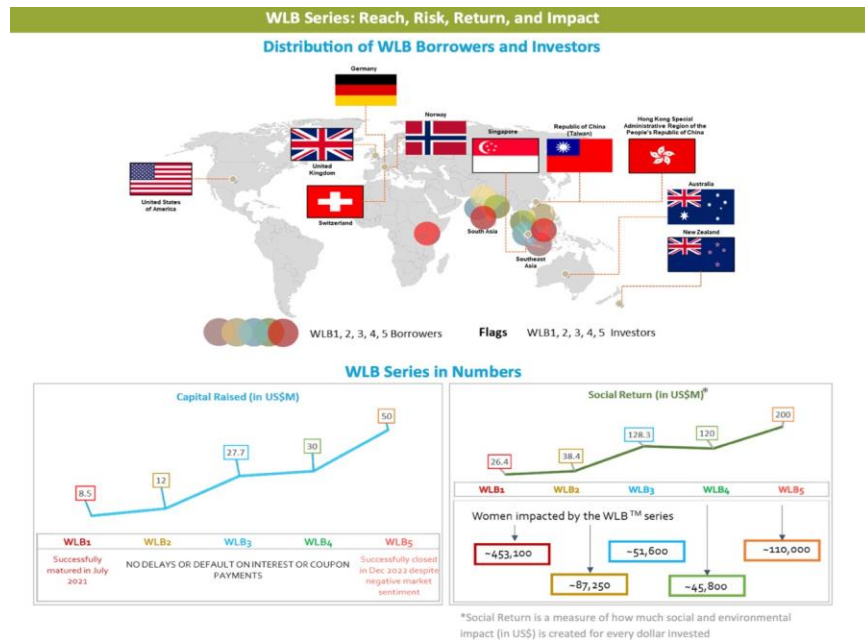 WLB Series: Reach, Risk, Return, and Impact
Distribution of WLB Borrowers and Investors
Germany
Norway
United
Kingdom
Singapore
Republic of China
(Taiwan)
Hong Kong Special
Administrative Region of the
People's Republic of China
United States
of America
Switzerland
South Asia
Southeast
Asia
Australia
New Zealand
WLB1, 2, 3, 4, 5 Borrowers
Flags
WLB1, 2, 3, 4, 5 Investors
WLB Series in Numbers
Capital Raised (in US$M)
8.5
12
27.7
30
50
WLB1
WLB2
WLB3
WLB4
WLB5
Successfully
matured in July
2021
NO DELAYS OR DEFAULT ON INTEREST OR COUPON
PAYMENTS
Successfully closed
in Dec 2022 despite
negative market
sentiment
Social Return (in US$M)*
26.4
38.4
128.3
120
200
WLB1
WLB2
WLB3
WLB4
WLB5
Women impacted by the WLB™ series
~453,100
~87,250
~51,600
~45,800
~110,000
*Social Return is a measure of how much social and environmental
impact (in US$) is created for every dollar invested